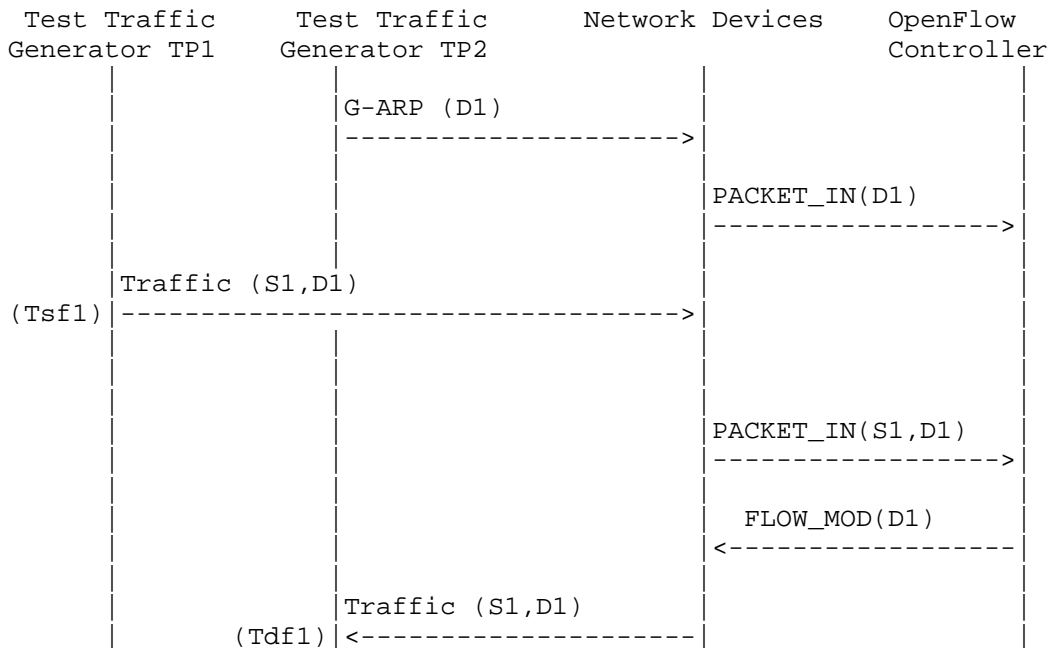 Test Traffic Test Traffic Network Devices OpenFlow
Generator TP1 Generator TP2 Controller
G-ARP (D1)
PACKET_IN(D1)
Traffic (S1,D1)
(Tsf1)
PACKET_IN(S1,D1)
FLOW_MOD(D1)
Traffic (S1,D1)
(Tdf1)